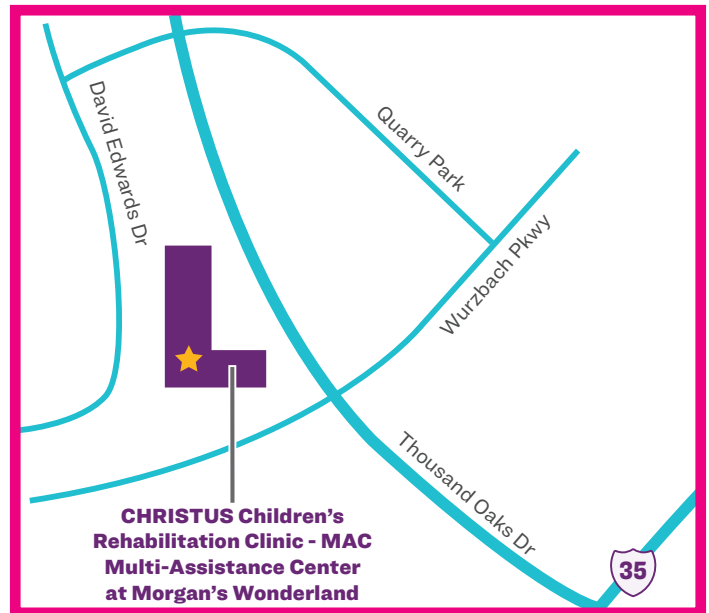 David Edwards Dr
Quarry Park
Wurzbach Pkwy
Thousand Oaks Dr
CHRISTUS Children’s
Rehabilitation Clinic - MAC
Multi-Assistance Center
at Morgan’s Wonderland
35